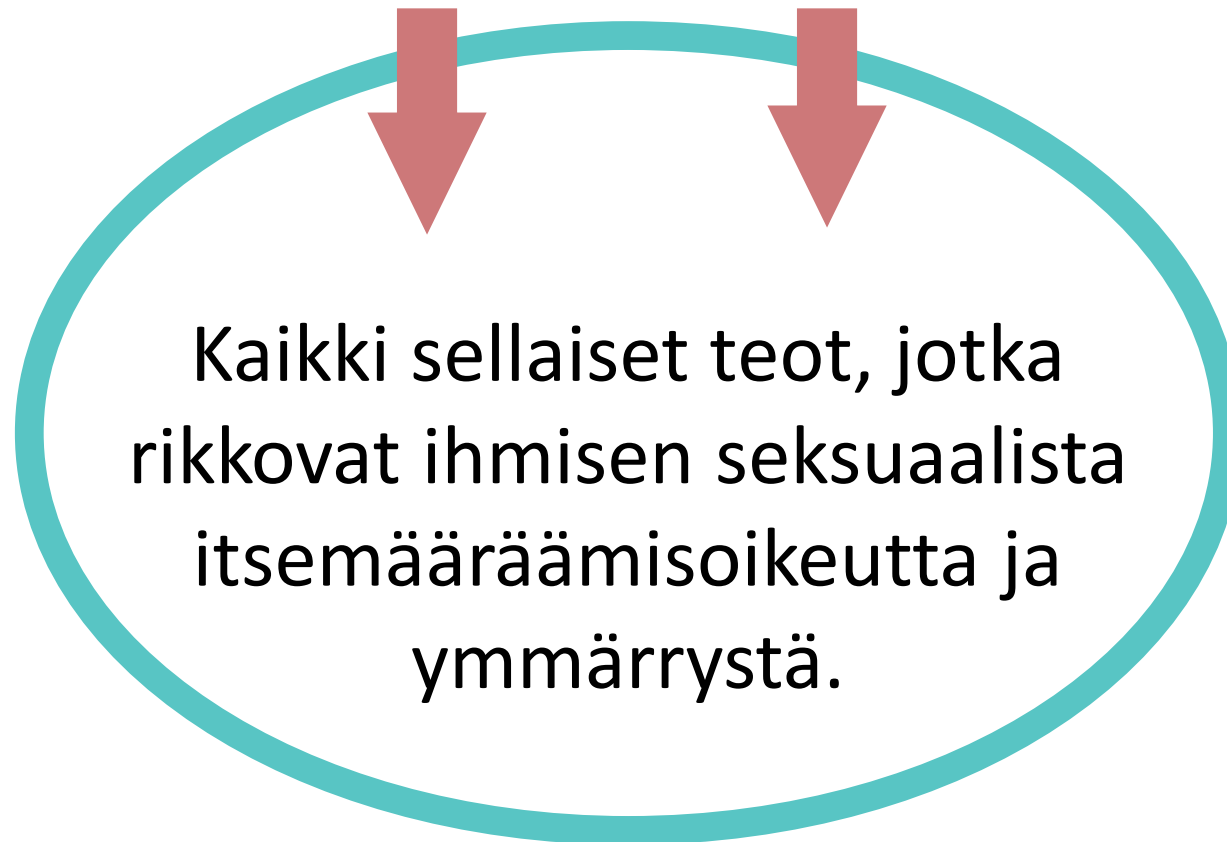 Kaikki sellaiset teot, jotka
rikkovat ihmisen seksuaalista
itsemääräämisoikeutta ja
ymmärrystä.